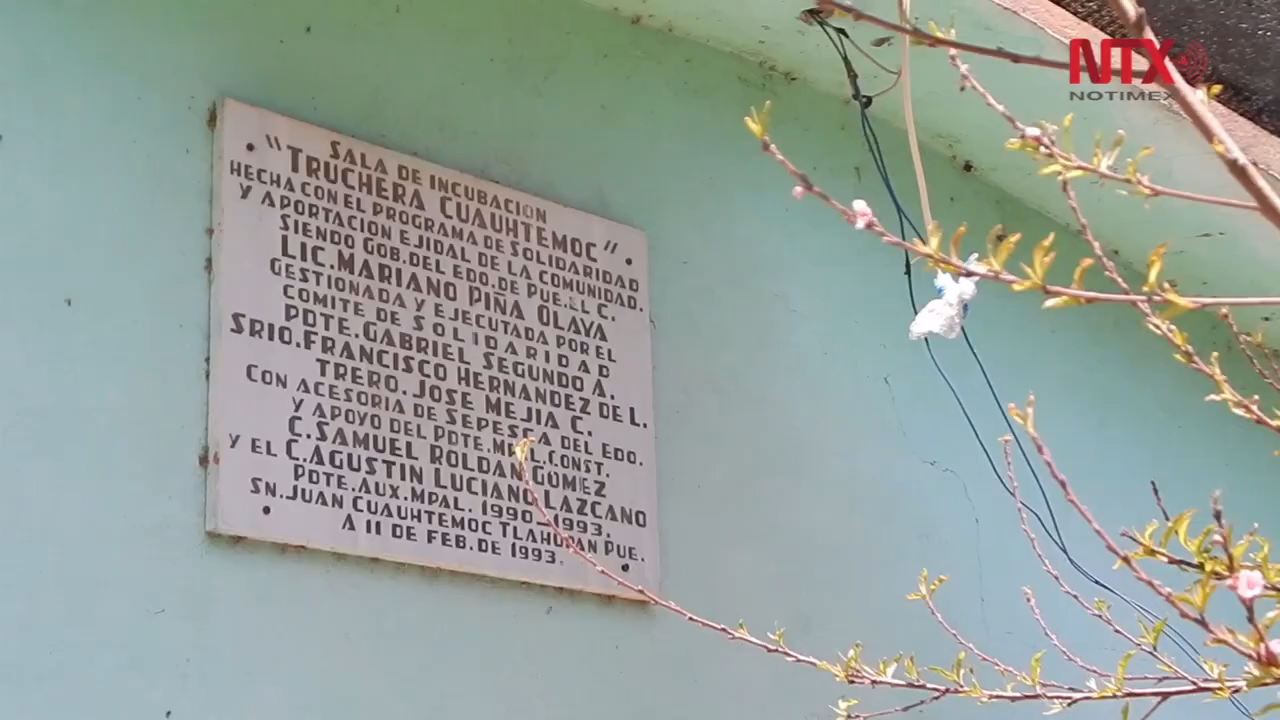 SALA DE INCUBACION
"TRUCHERA CUAUHTEMOC"
HECHA CON EL PROGRAMA DE SOLIDARIDAD
Y APORTACION EJIDAL DE LA COMUNIDAD.
SIENDO GOB. DEL EDO. DE PUE. EL C.
LIC. MARIANO PIÑA OLAYA
GESTIONADA Y EJECUTADA POR EL
COMITE DE SOLIDARIDAD
PDTE. GABRIEL SEGUNDO A.
SRIO. FRANCISCO HERNANDEZ DE L.
TRERO. JOSE MEJIA C.
CON ACESORIA DE SEPESCA DEL EDO.
Y APOYO DEL PDTE. MPAL. CONST.
C. SAMUEL ROLDAN GOMEZ
Y EL C. AGUSTIN LUCIANO LAZCANO
PDTE. AUX. MPAL. 1990-1993.
SN. JUAN CUAUHTEMOC TLAHUPAN PUE.
A 11 DE FEB. DE 1993.
NTX
NOTIMEX